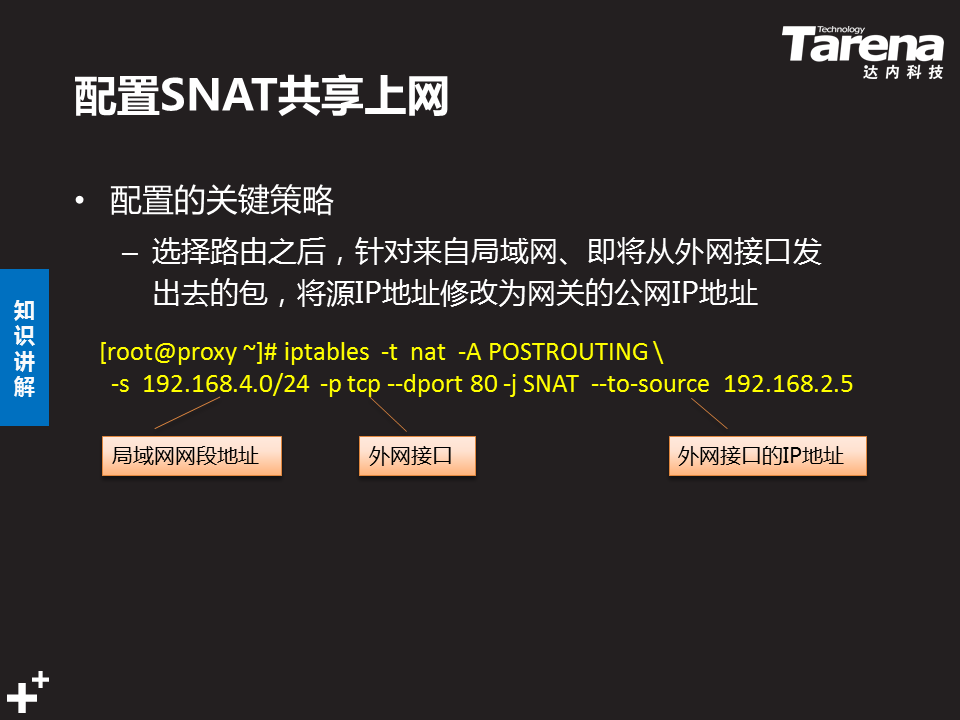 Technology
Tarena
达内科技
配置SNAT共享上网
• 配置的关键策略
– 选择路由之后，针对来自局域网、即将从外网接口发
出去的包，将源IP地址修改为网关的公网IP地址
知识讲解
[root@proxy ~]# iptables -t nat -A POSTROUTING \
-s 192.168.4.0/24 -p tcp --dport 80 -j SNAT --to-source 192.168.2.5
局域网网段地址
外网接口
外网接口的IP地址